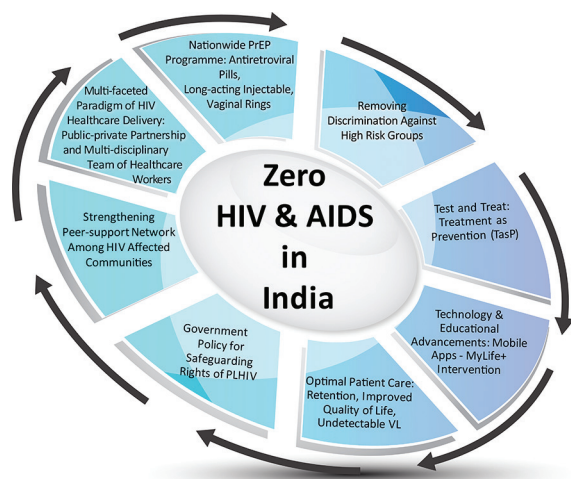 Zero
HIV & AIDS
in
India
Nationwide PrEP
Programme: Antiretroviral
Pills,
Long-acting Injectable,
Vaginal Rings
Removing
Discrimination Against
High Risk Groups
Test and Treat:
Treatment as
Prevention (TasP)
Technology &
Educational
Advancements: Mobile
Apps - MyLife+
Intervention
Optimal Patient Care:
Retention, Improved
Quality of Life,
Undetectable VL
Government
Policy for
Safeguarding
Rights of PLHIV
Strengthening
Peer-support Network
Among HIV Affected
Communities
Multi-faceted
Paradigm of HIV
Healthcare Delivery:
Public-private Partnership
and Multi-disciplinary
Team of Healthcare
Workers